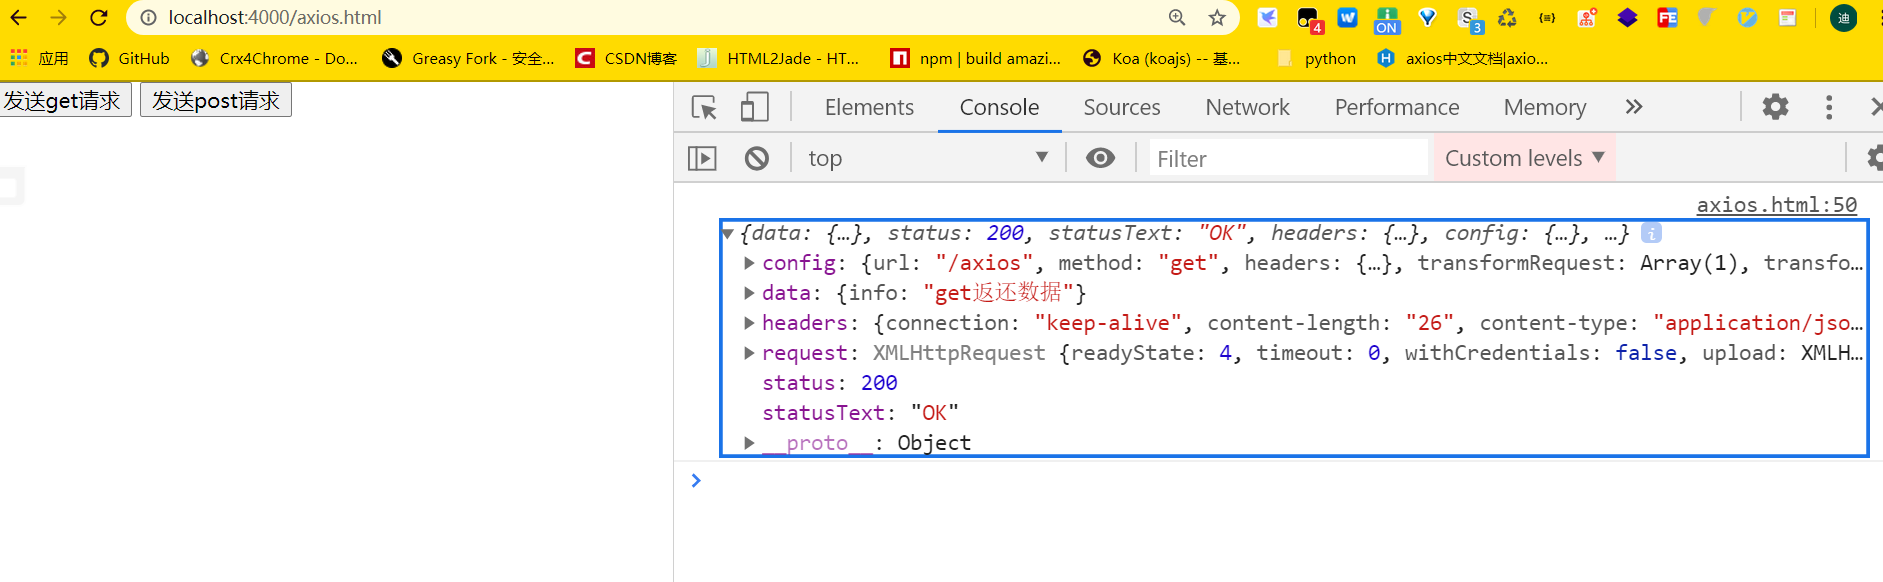 localhost:4000/axios.html
4 ON S 3 {≡} FE 迪
应用 GitHub Crx4Chrome - Do... Greasy Fork - 安全... CSDN博客 HTML2Jade - HT... npm | build amazi... Koa (koajs) -- 基... python axios中文文档|axio...
发送get请求 发送post请求
Elements Console Sources Network Performance Memory
top Filter Custom levels
axios.html:50
{data: {…}, status: 200, statusText: "OK", headers: {…}, config: {…}, …} i
config: {url: "/axios", method: "get", headers: {…}, transformRequest: Array(1), transfo…
data: {info: "get返还数据"}
headers: {connection: "keep-alive", content-length: "26", content-type: "application/jso…
request: XMLHttpRequest {readyState: 4, timeout: 0, withCredentials: false, upload: XMLH…
status: 200
statusText: "OK"
__proto__: Object